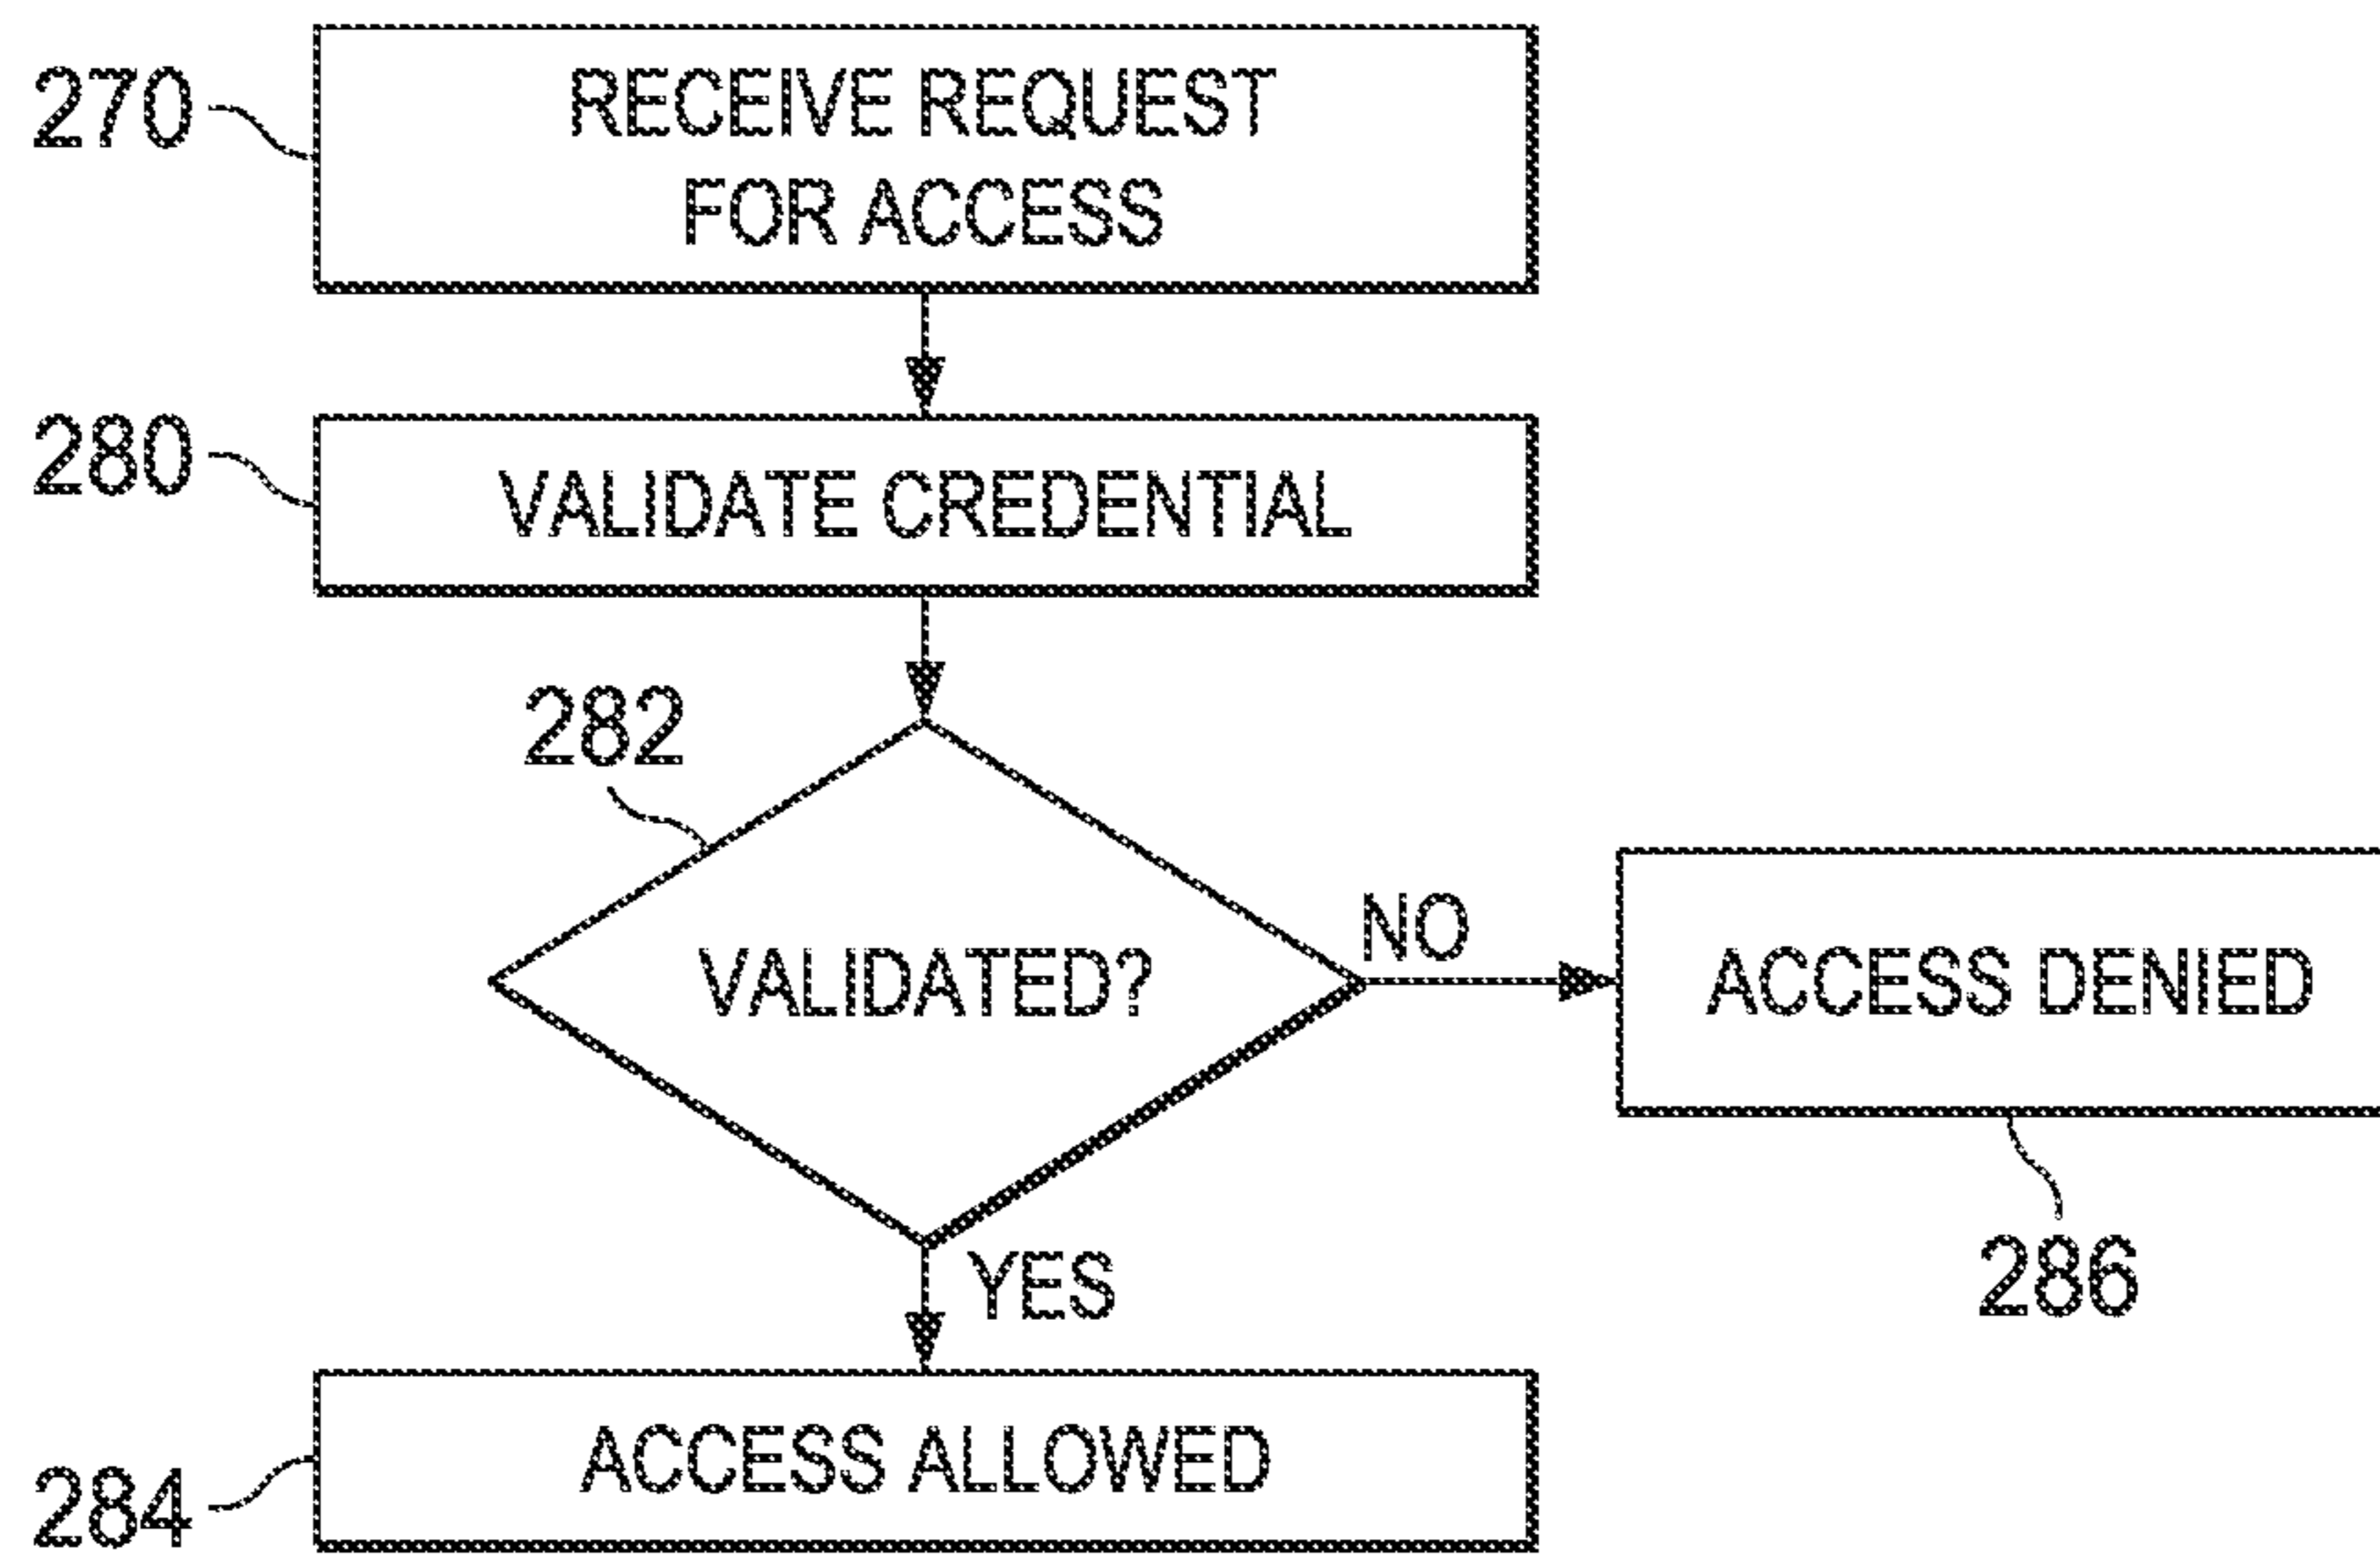 270
RECEIVE REQUEST
FOR ACCESS
280
VALIDATE CREDENTIAL
282
VALIDATED?
NO
ACCESS DENIED
286
YES
ACCESS ALLOWED
284